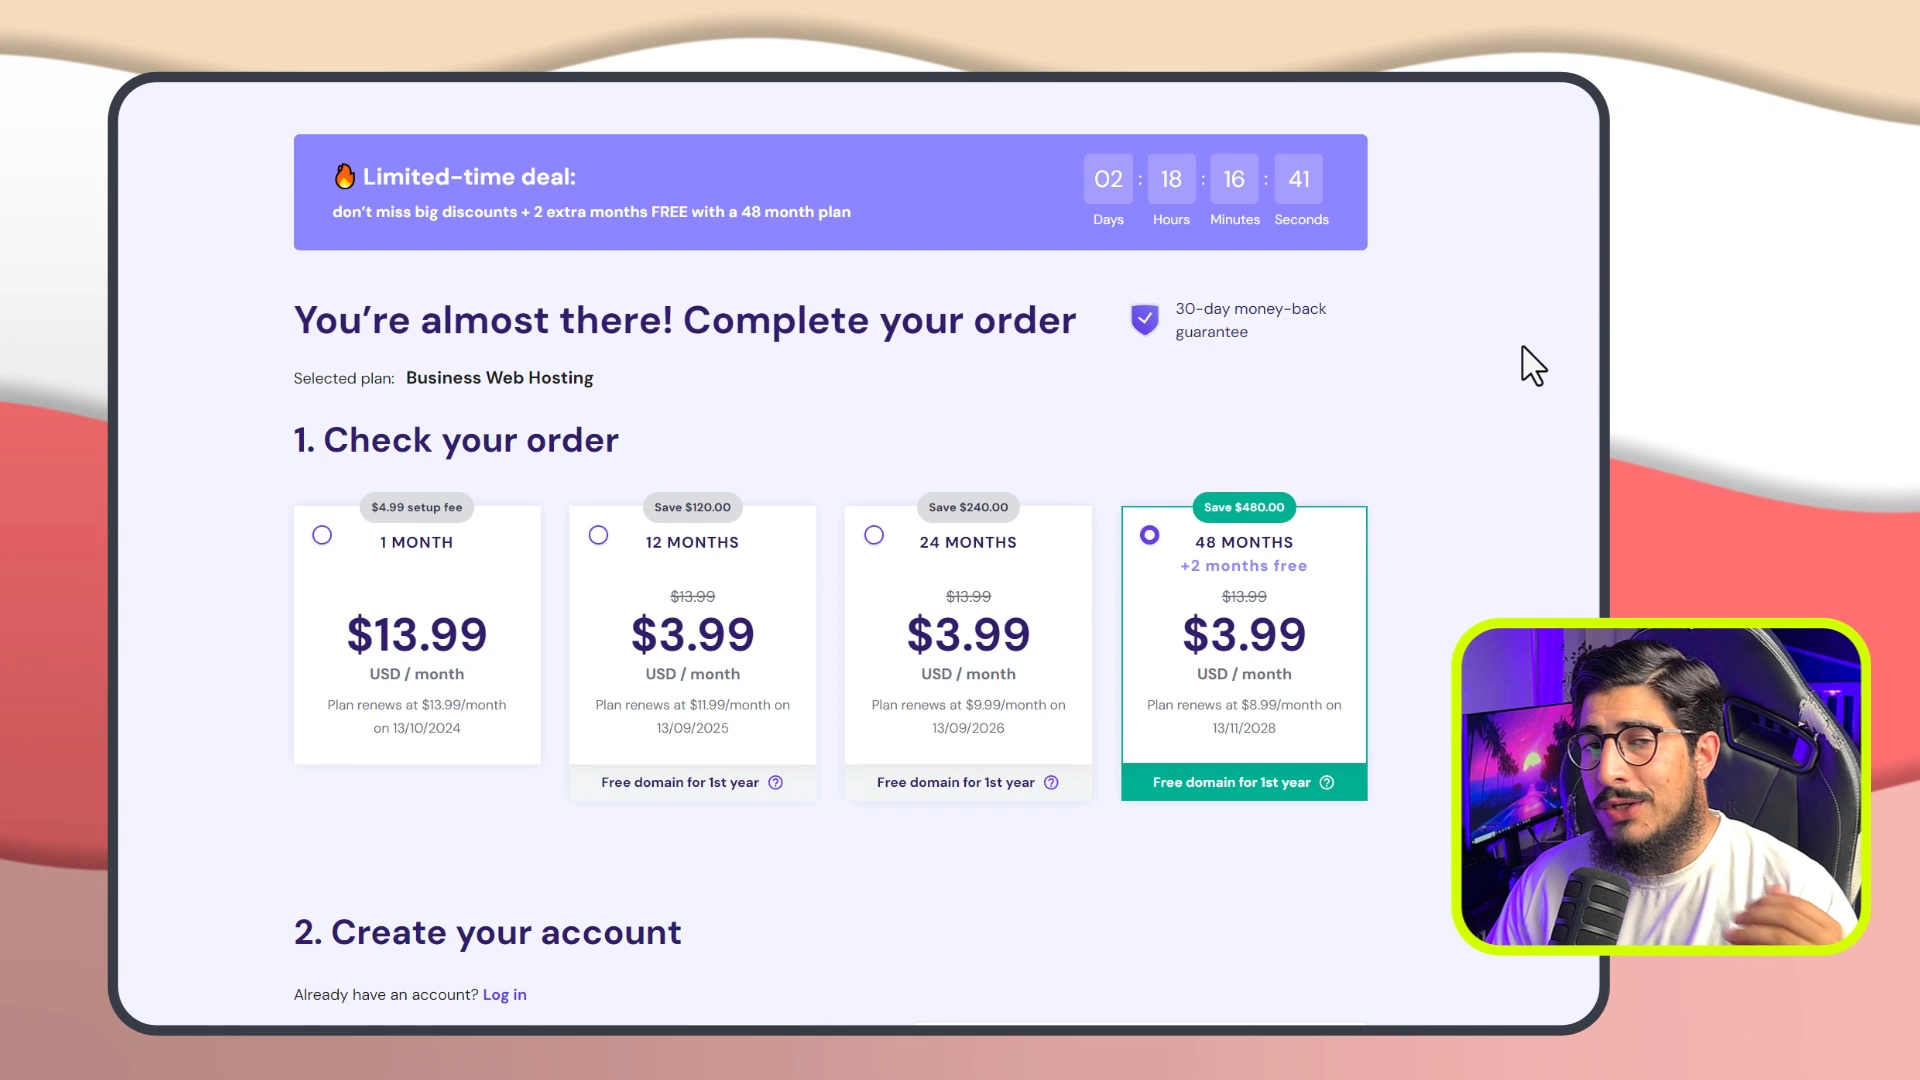 Limited-time deal:
don't miss big discounts + 2 extra months FREE with a 48 month plan
02 : 18 : 16 : 41
Days Hours Minutes Seconds
You're almost there! Complete your order
30-day money-back
guarantee
Selected plan: Business Web Hosting
1. Check your order
$4.99 setup fee
1 MONTH
$13.99
USD / month
Plan renews at $13.99/month
on 13/10/2024
Save $120.00
12 MONTHS
$13.99
$3.99
USD / month
Plan renews at $11.99/month on
13/09/2025
Free domain for 1st year
Save $240.00
24 MONTHS
$13.99
$3.99
USD / month
Plan renews at $9.99/month on
13/09/2026
Free domain for 1st year
Save $480.00
48 MONTHS
+2 months free
$13.99
$3.99
USD / month
Plan renews at $8.99/month on
13/11/2028
Free domain for 1st year
2. Create your account
Already have an account? Log in